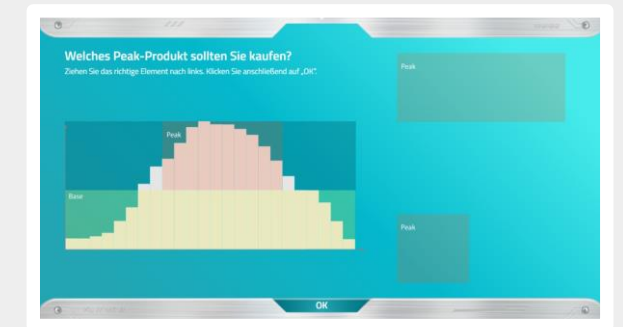 Welches Peak-Produkt sollten Sie kaufen?
Ziehen Sie das richtige Element nach links. Klicken Sie anschließend auf „OK“.
Peak
Peak
Base
Peak
OK